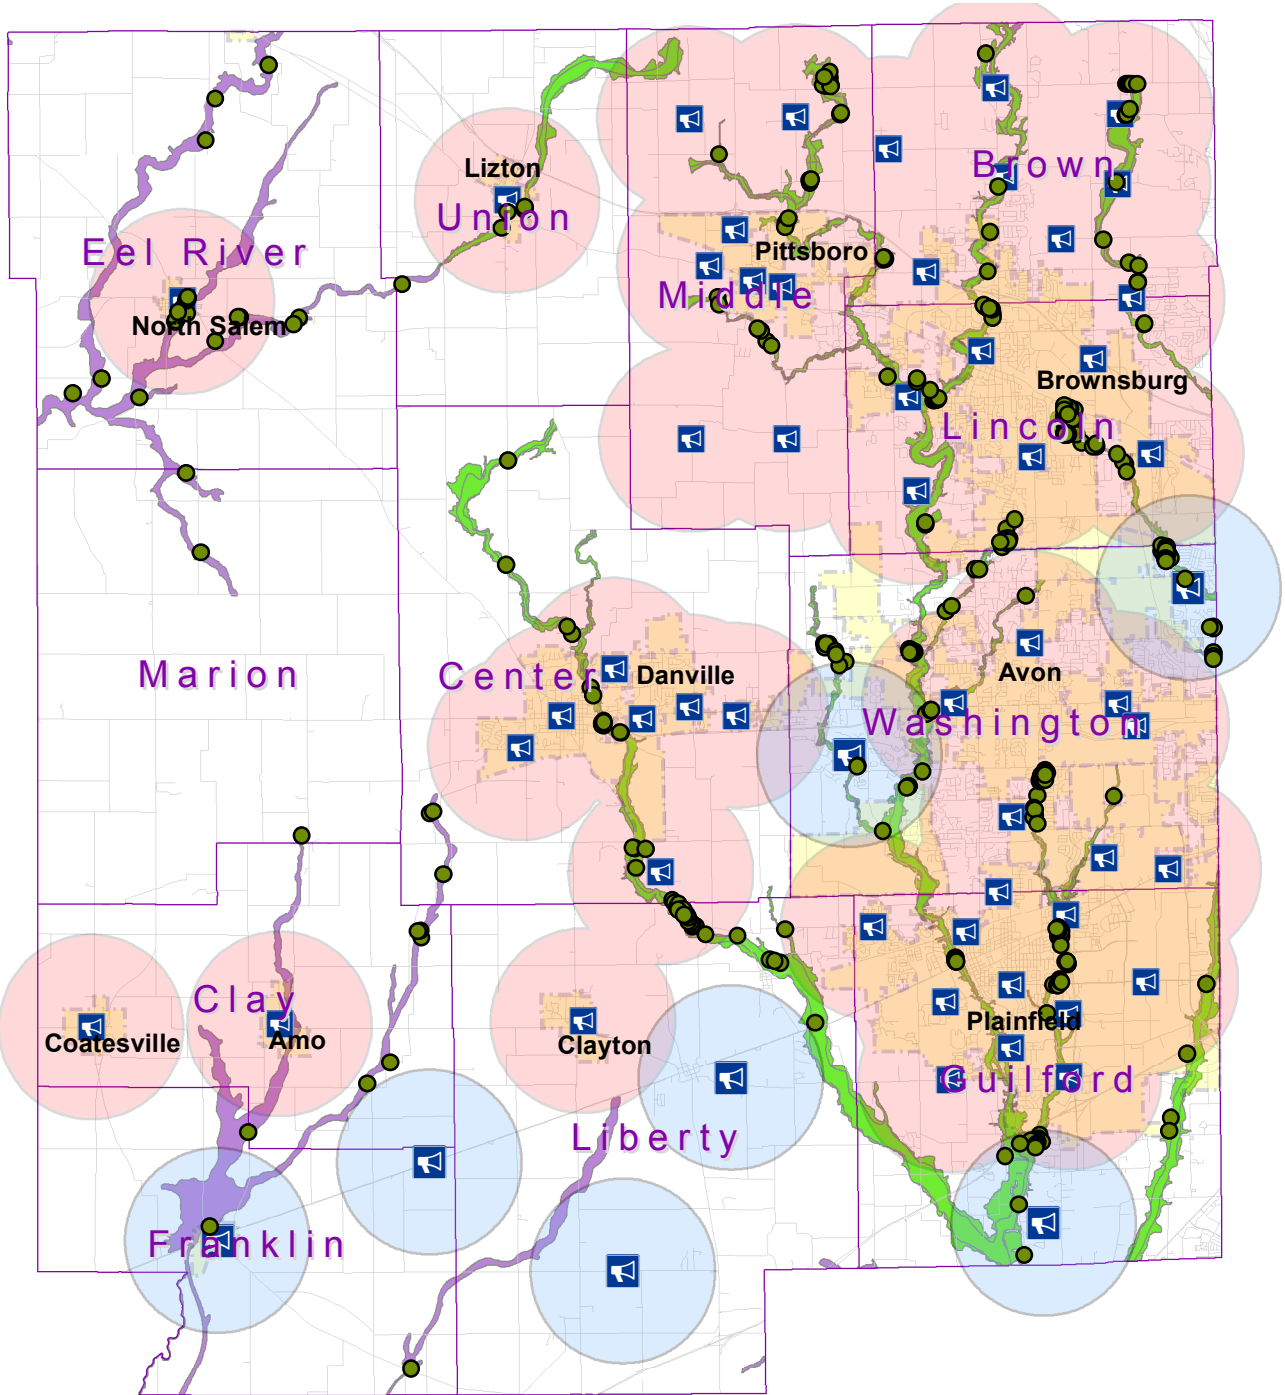 Brown
Lizton
Union
Eel River
Pittsboro
Middle
North Salem
Brownsburg
Lincoln
Marion
Center
Danville
Avon
Washington
Clay
Coatesville
Amo
Clayton
Plainfield
Guilford
Liberty
Franklin